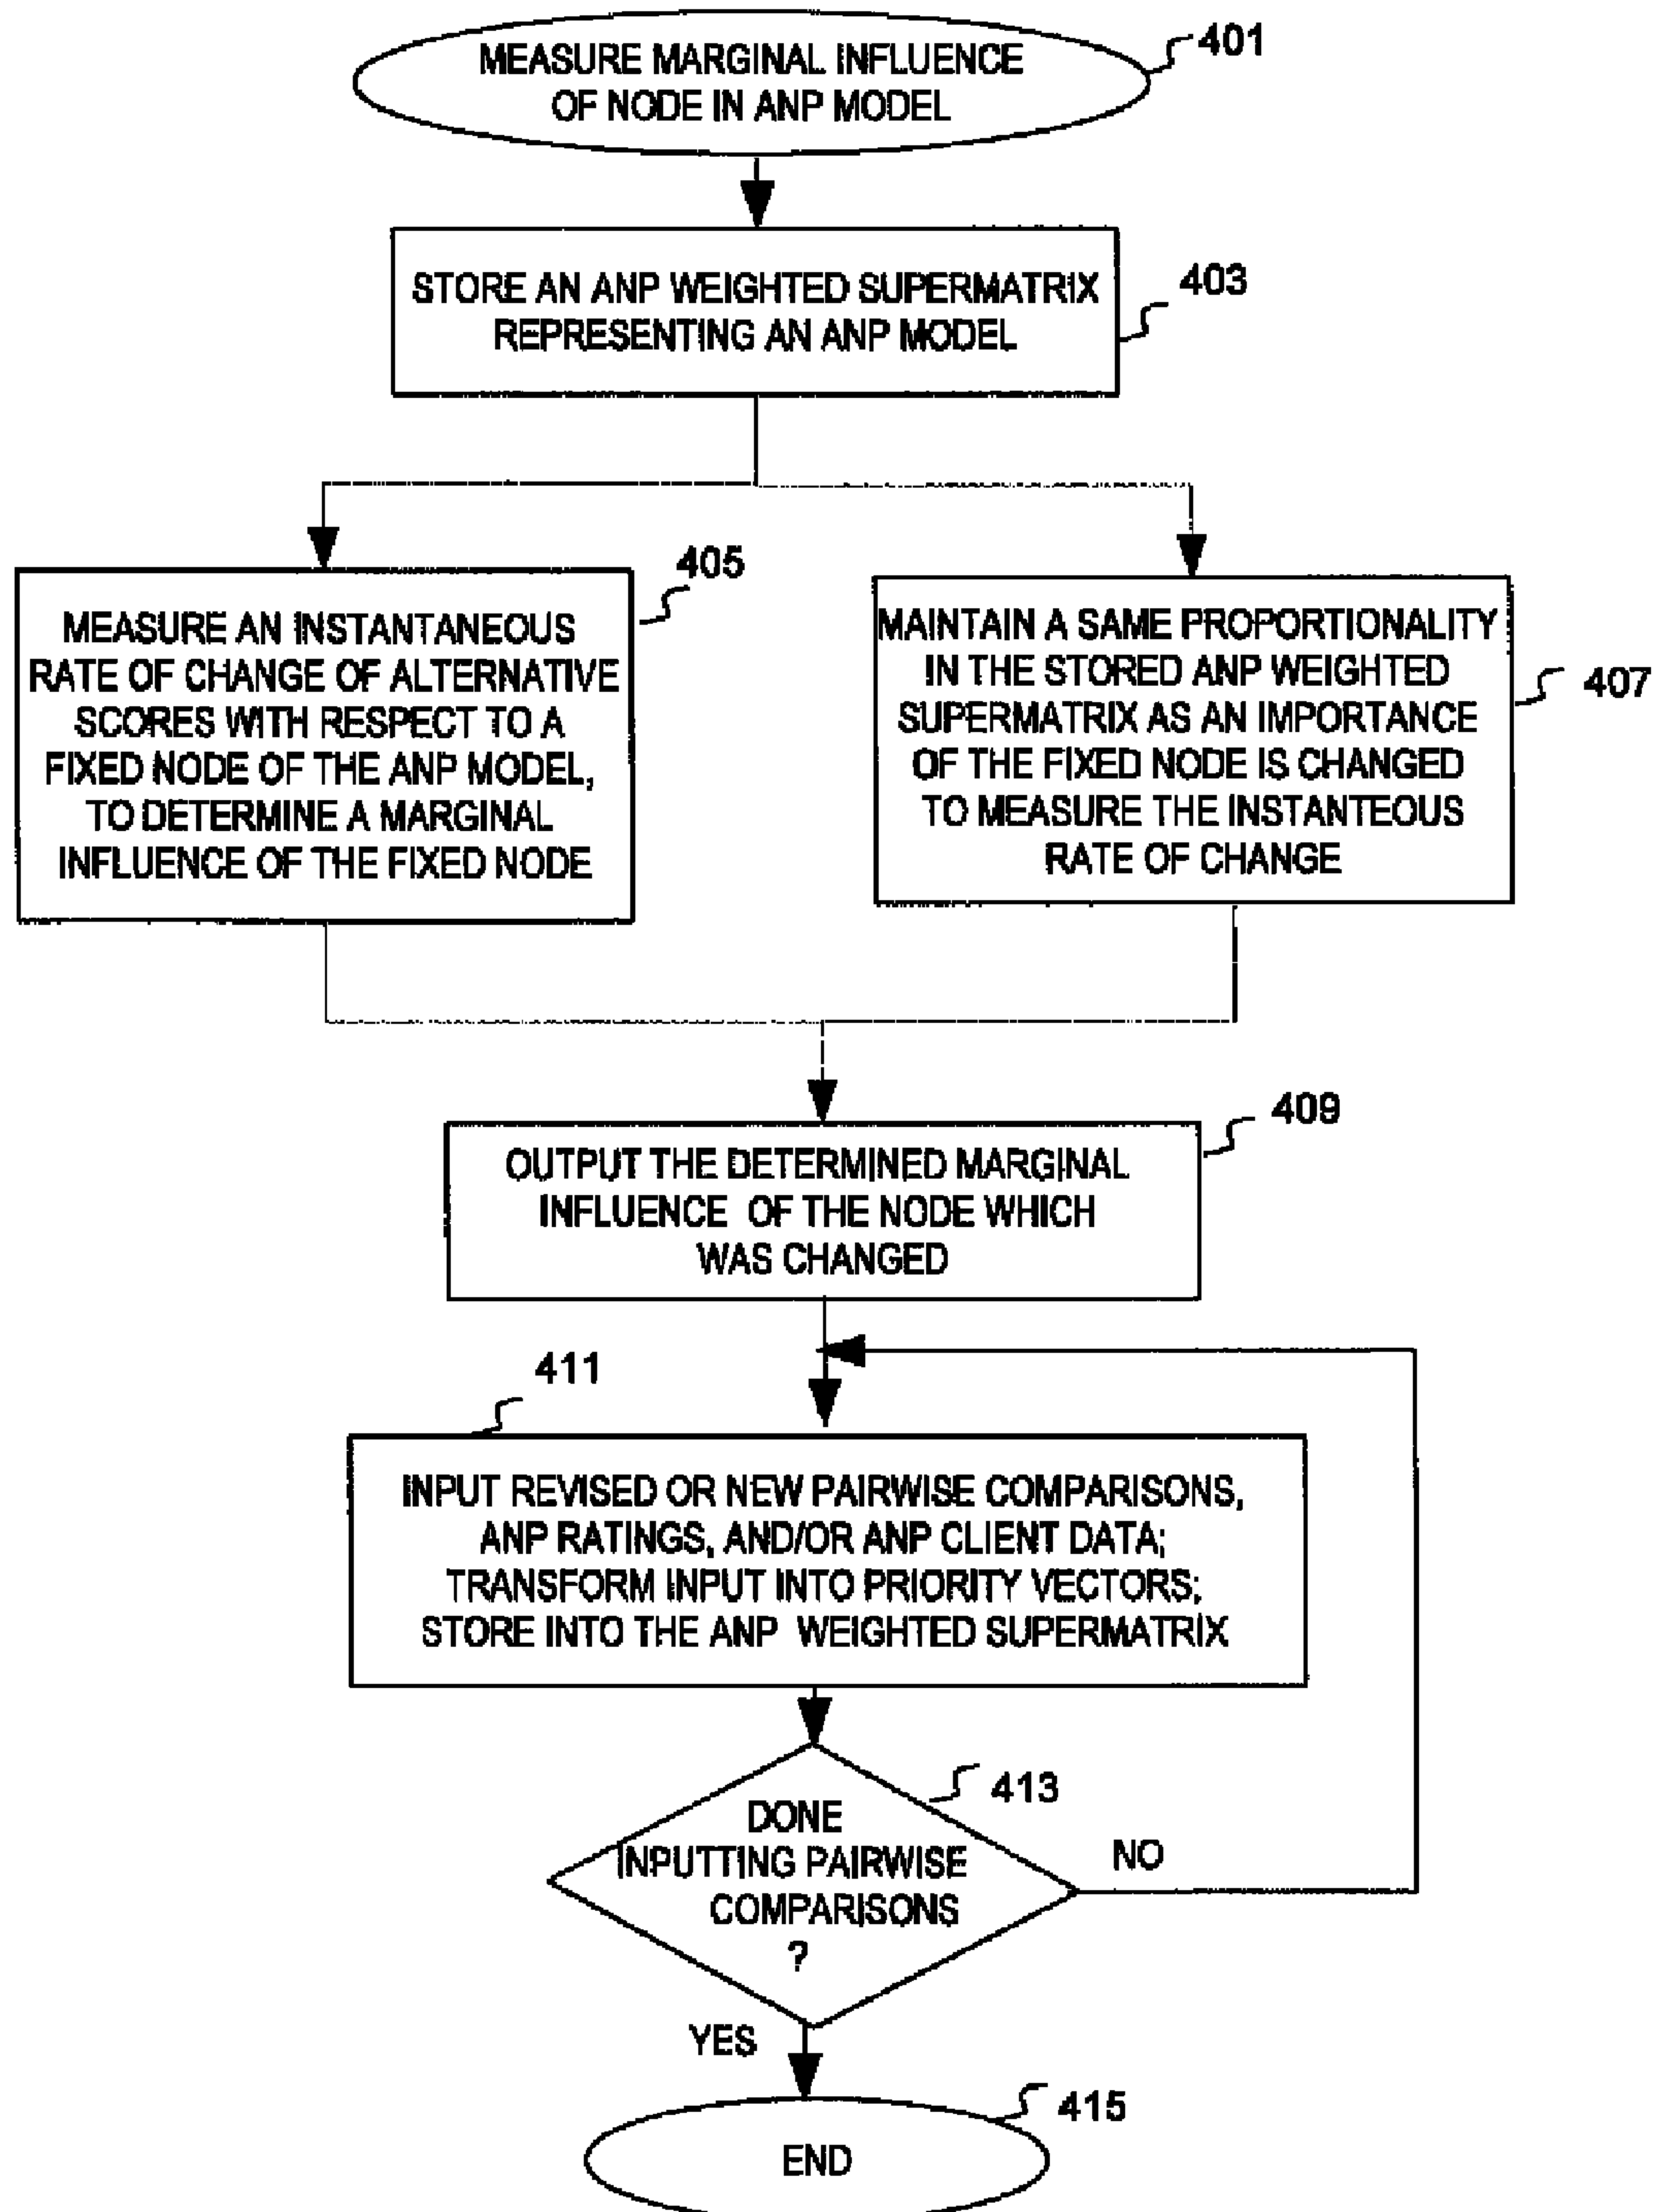 MEASURE MARGINAL INFLUENCE
OF NODE IN ANP MODEL
401
STORE AN ANP WEIGHTED SUPERMATRIX
REPRESENTING AN ANP MODEL
403
405
MEASURE AN INSTANTANEOUS
RATE OF CHANGE OF ALTERNATIVE
SCORES WITH RESPECT TO A
FIXED NODE OF THE ANP MODEL,
TO DETERMINE A MARGINAL
INFLUENCE OF THE FIXED NODE
MAINTAIN A SAME PROPORTIONALITY
IN THE STORED ANP WEIGHTED
SUPERMATRIX AS AN IMPORTANCE
OF THE FIXED NODE IS CHANGED
TO MEASURE THE INSTANTEOUS
RATE OF CHANGE
407
409
OUTPUT THE DETERMINED MARGINAL
INFLUENCE OF THE NODE WHICH
WAS CHANGED
411
INPUT REVISED OR NEW PAIRWISE COMPARISONS,
ANP RATINGS, AND/OR ANP CLIENT DATA;
TRANSFORM INPUT INTO PRIORITY VECTORS;
STORE INTO THE ANP WEIGHTED SUPERMATRIX
413
DONE
INPUTTING PAIRWISE
COMPARISONS
?
NO
YES
415
END